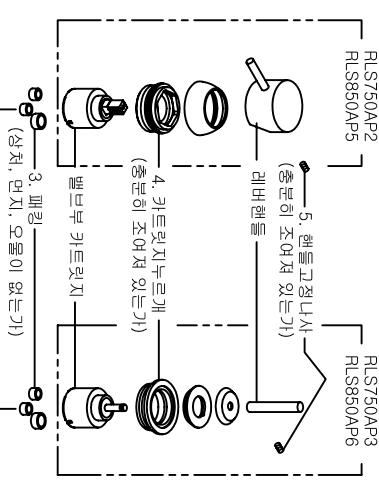 RLS750AP2
RLS850AP5
RLS750AP3
RLS850AP6
5. 핸들고정나사
(충분히 조여져 있는가)
레버핸들
4. 카트릿지누르개
(충분히 조여져 있는가)
밸브부 카트릿지
3. 패킹
(상처, 먼지, 오물이 없는가)